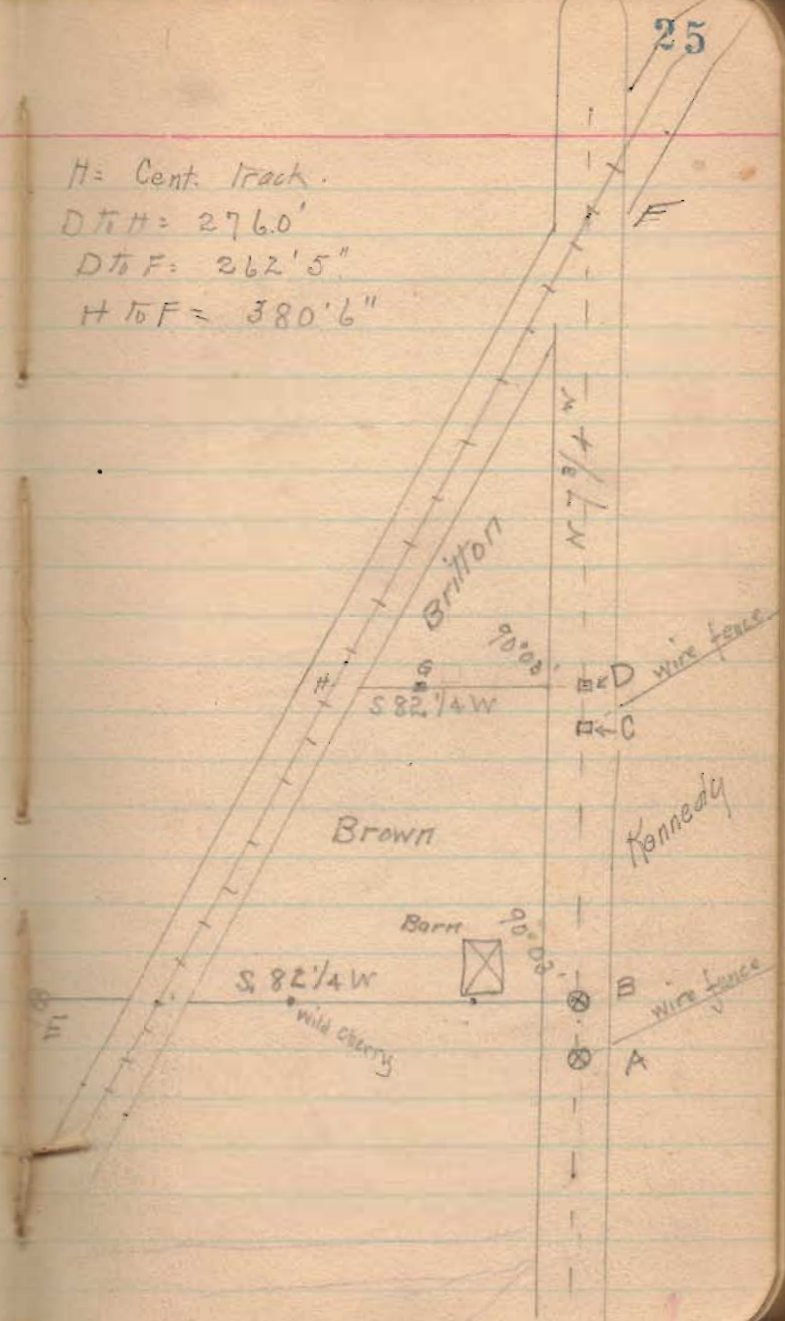 25
H = Cent. Track.
D to H = 276.0'
D to F = 262'5"
H to F = 380'6"
F
N 7 3/4 W
Britton
90°03'
G
H
D
wire fence
S 82 1/4 W
C
Kennedy
Brown
Barn
90°03'
S. 82 1/4 W
B
wire fence
E
wild cherry
A